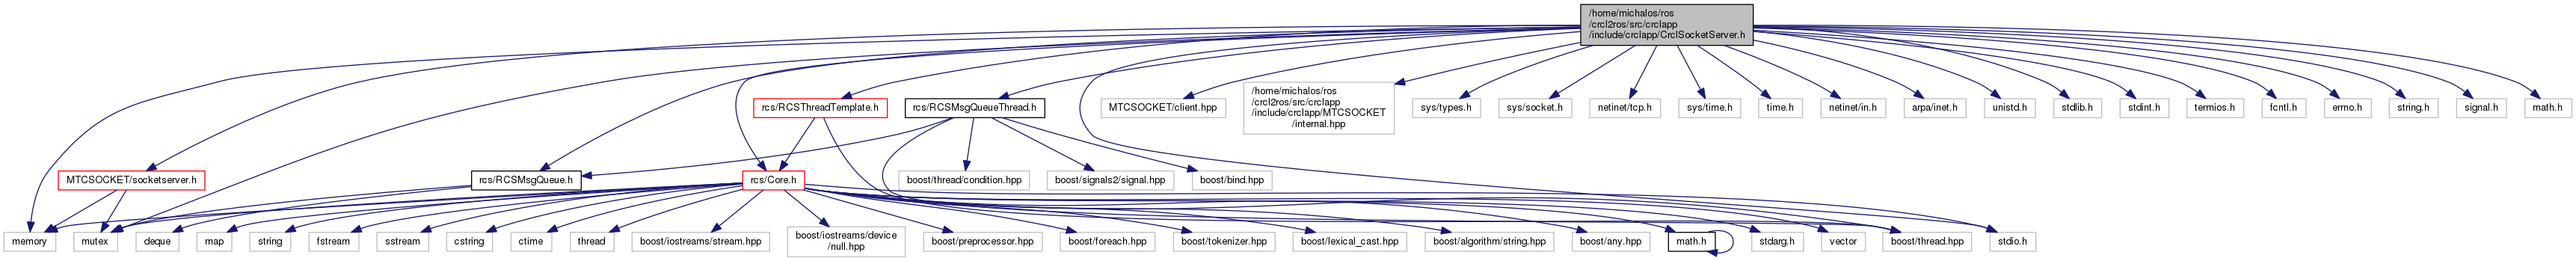 /home/michalos/ros
/crcl2ros/src/crclapp
/include/crclapp/CrclSocketServer.h
rcs/RCSThreadTemplate.h
rcs/RCSMsgQueueThread.h
MTCSOCKET/client.hpp
/home/michalos/ros
/crcl2ros/src/crclapp
/include/crclapp/MTCSOCKET
/internal.hpp
sys/types.h
sys/socket.h
netinet/tcp.h
sys/time.h
time.h
netinet/in.h
arpa/inet.h
unistd.h
stdlib.h
stdint.h
termios.h
fcntl.h
errno.h
string.h
signal.h
math.h
MTCSOCKET/socketserver.h
rcs/RCSMsgQueue.h
rcs/Core.h
boost/thread/condition.hpp
boost/signals2/signal.hpp
boost/bind.hpp
memory
mutex
deque
map
string
fstream
sstream
cstring
ctime
thread
boost/iostreams/stream.hpp
boost/iostreams/device
/null.hpp
boost/preprocessor.hpp
boost/foreach.hpp
boost/tokenizer.hpp
boost/lexical_cast.hpp
boost/algorithm/string.hpp
boost/any.hpp
math.h
stdarg.h
vector
boost/thread.hpp
stdio.h